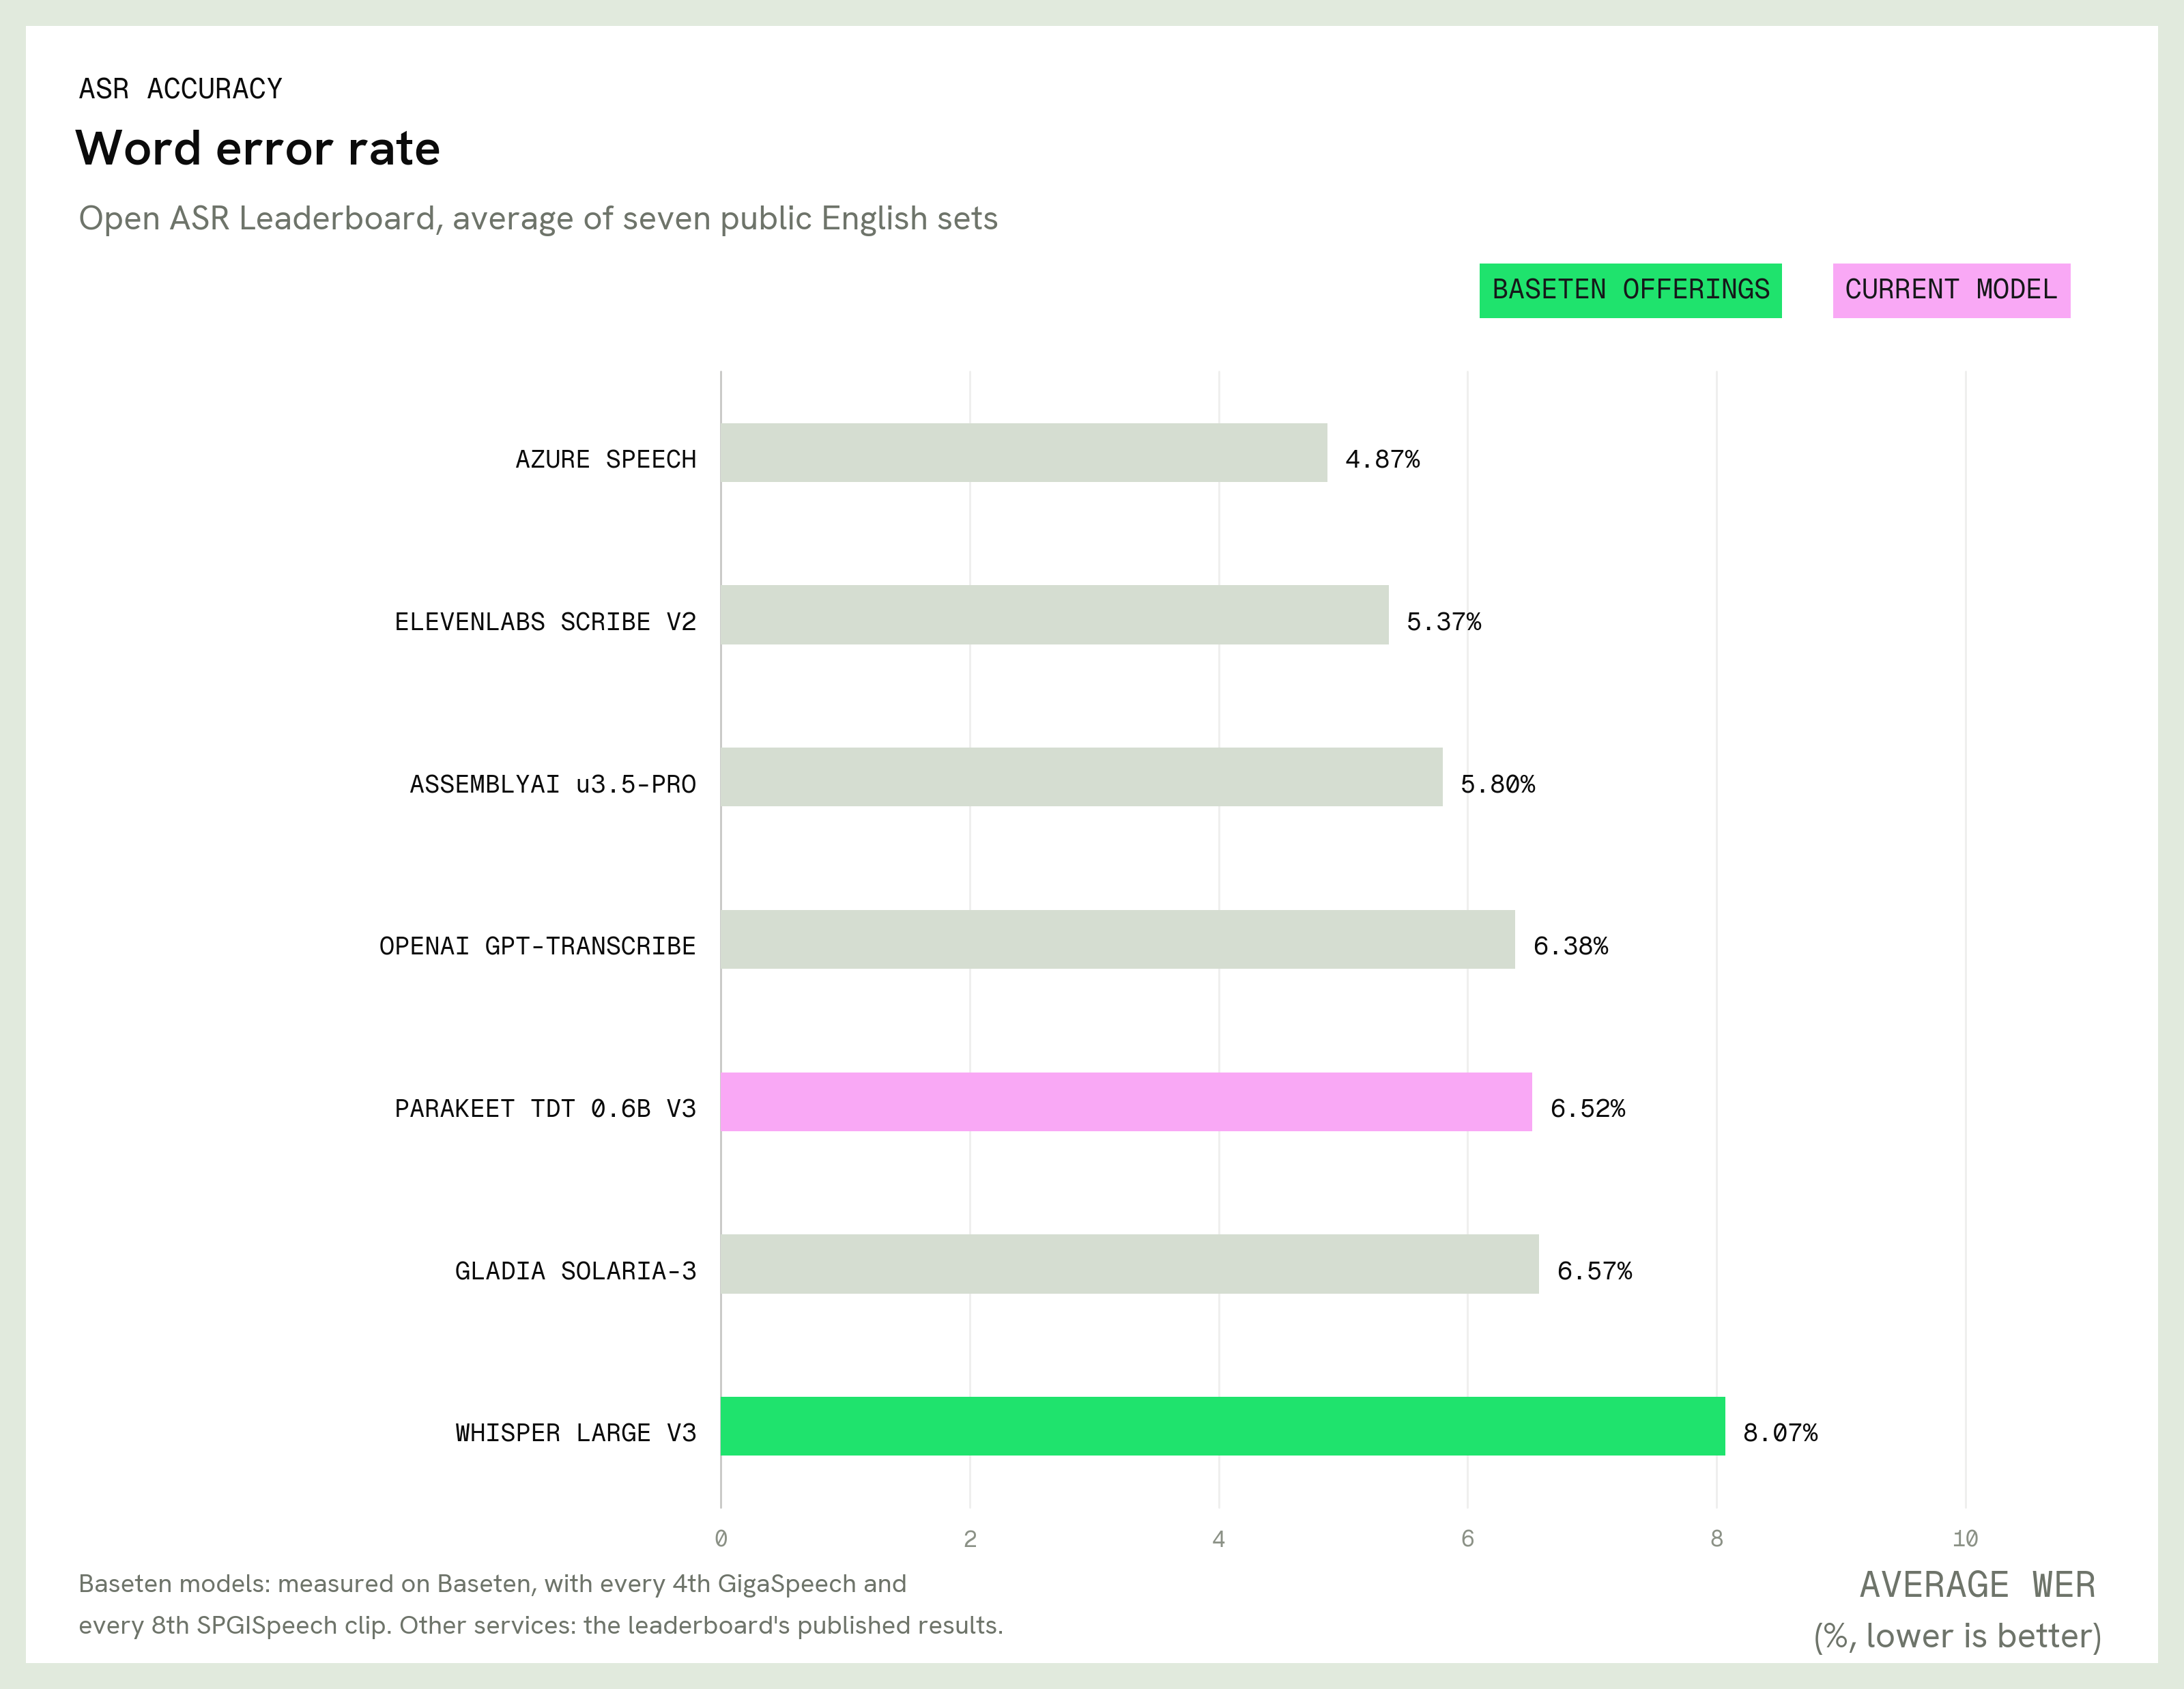 ASR ACCURACY
Word error rate
Open ASR Leaderboard, average of seven public English sets
BASETEN OFFERINGS
CURRENT MODEL
AZURE SPEECH
4.87%
ELEVENLABS SCRIBE V2
5.37%
ASSEMBLYAI u3.5-PRO
5.80%
OPENAI GPT-TRANSCRIBE
6.38%
PARAKEET TDT 0.6B V3
6.52%
GLADIA SOLARIA-3
6.57%
WHISPER LARGE V3
8.07%
0 2 4 6 8 10
Baseten models: measured on Baseten, with every 4th GigaSpeech and
every 8th SPGISpeech clip. Other services: the leaderboard's published results.
AVERAGE WER
(%, lower is better)